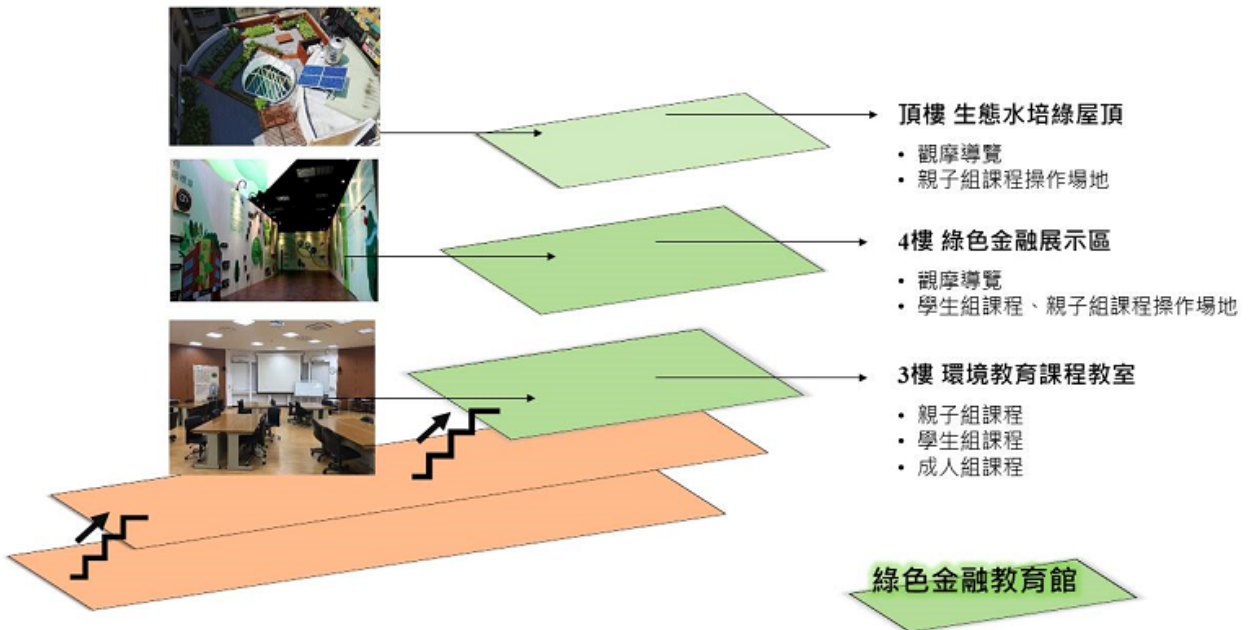 頂樓 生態水培綠屋頂
• 觀摩導覽
• 親子組課程操作場地
4樓 綠色金融展示區
• 觀摩導覽
• 學生組課程、親子組課程操作場地
3樓 環境教育課程教室
• 親子組課程
• 學生組課程
• 成人組課程
綠色金融教育館